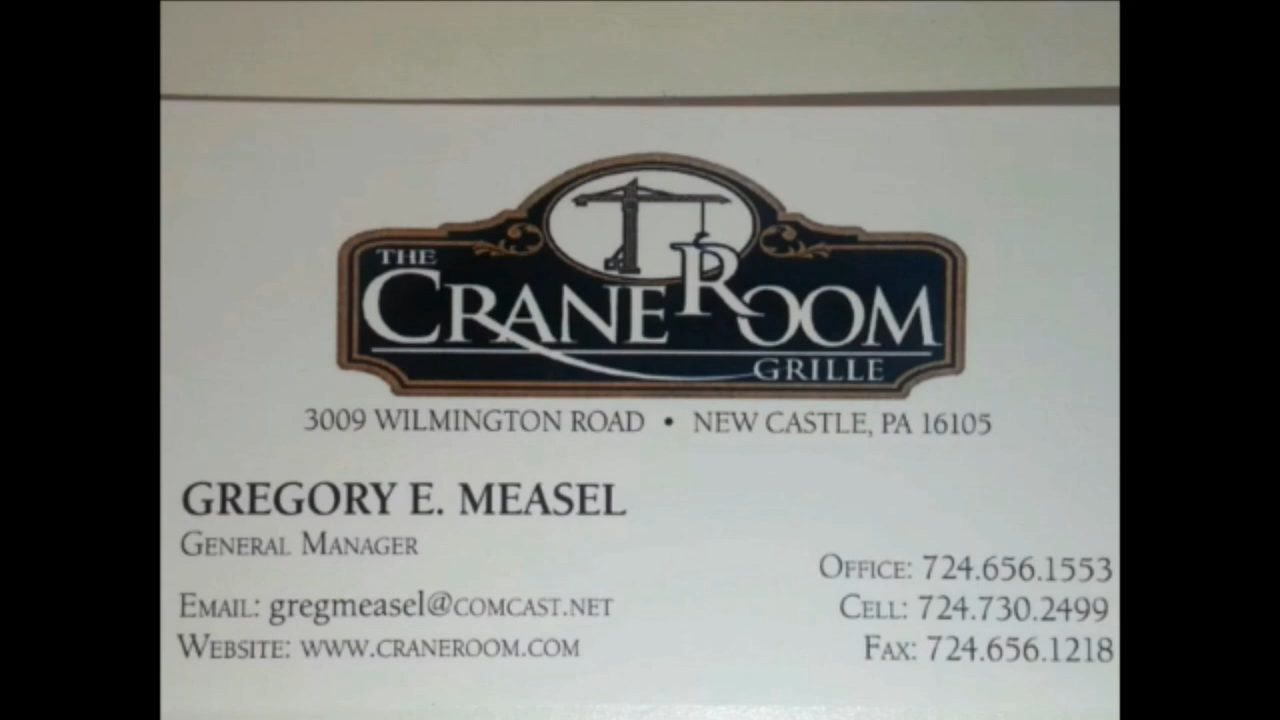 THE
CRANE ROOM
GRILLE
3009 WILMINGTON ROAD • NEW CASTLE, PA 16105
GREGORY E. MEASEL
GENERAL MANAGER
EMAIL: gregmeasel@COMCAST.NET
WEBSITE: WWW.CRANEROOM.COM
OFFICE: 724.656.1553
CELL: 724.730.2499
FAX: 724.656.1218